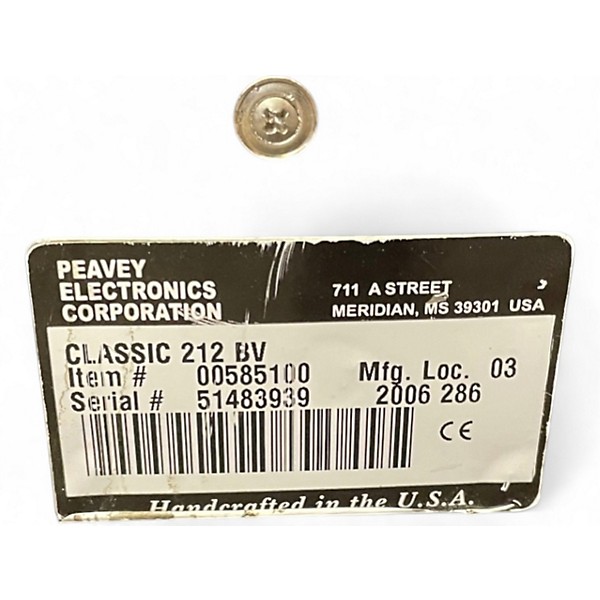 PEAVEY
ELECTRONICS
CORPORATION
711 A STREET
MERIDIAN, MS 39301 USA
CLASSIC 212 BV
Item # 00585100 Mfg. Loc. 03
Serial # 51483939 2006 286
CE
Handcrafted in the U.S.A.